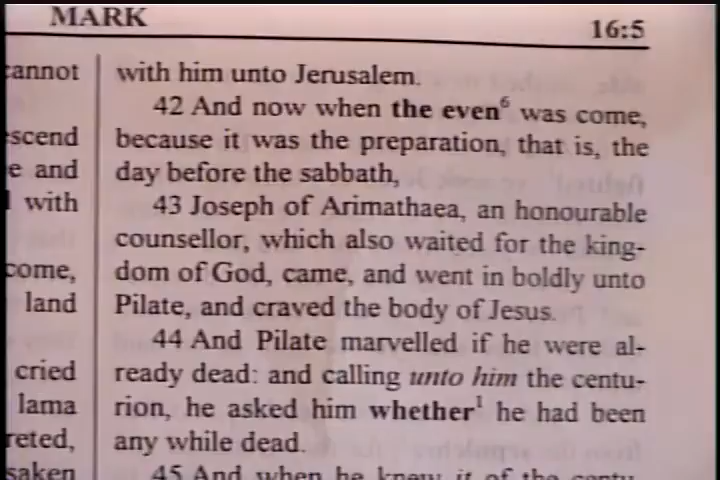 MARK 16:5
cannot
scend
e and
with
come,
land
cried
lama
reted,
saken
with him unto Jerusalem.
42 And now when the even⁶ was come,
because it was the preparation, that is, the
day before the sabbath,
43 Joseph of Arimathaea, an honourable
counsellor, which also waited for the king-
dom of God, came, and went in boldly unto
Pilate, and craved the body of Jesus.
44 And Pilate marvelled if he were al-
ready dead: and calling unto him the centu-
rion, he asked him whether¹ he had been
any while dead.
45 And when he knew it of the centu-